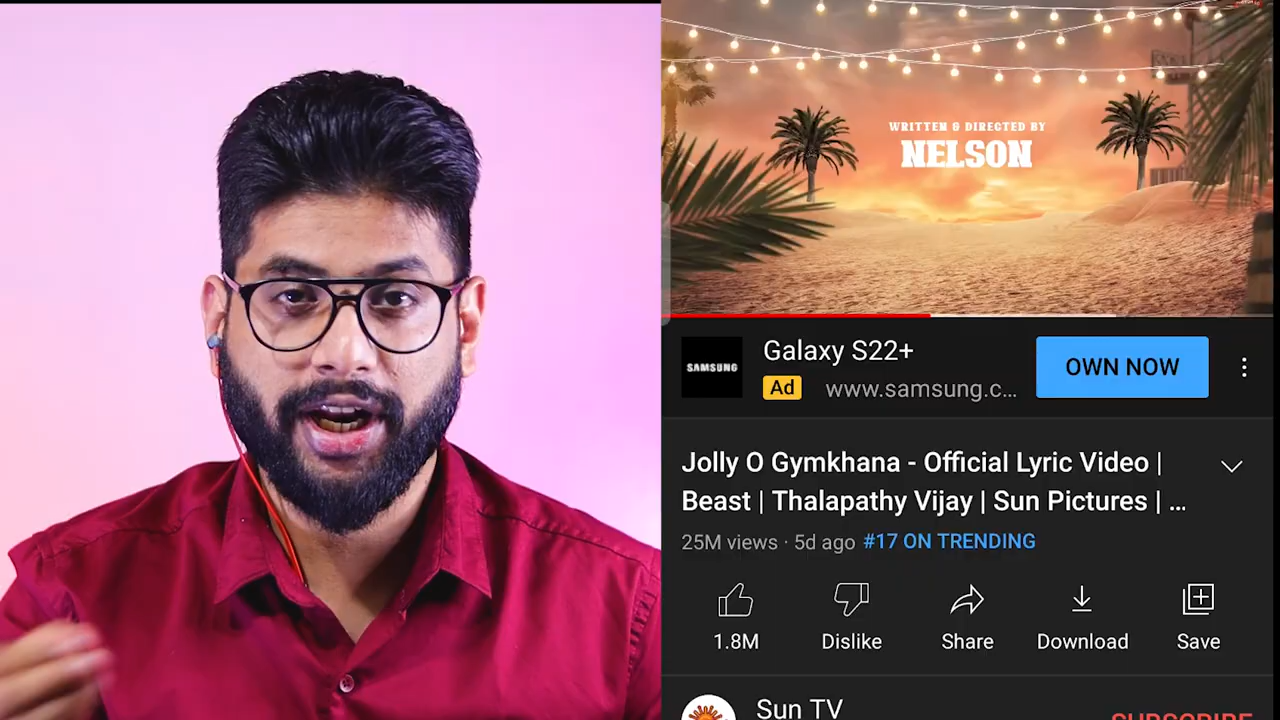 WRITTEN & DIRECTED BY
NELSON
SAMSUNG
Galaxy S22+
Ad
www.samsung.c...
OWN NOW
Jolly O Gymkhana - Official Lyric Video |
Beast | Thalapathy Vijay | Sun Pictures | ...
25M views · 5d ago #17 ON TRENDING
1.8M
Dislike
Share
Download
Save
Sun TV
SUBSCRIBE